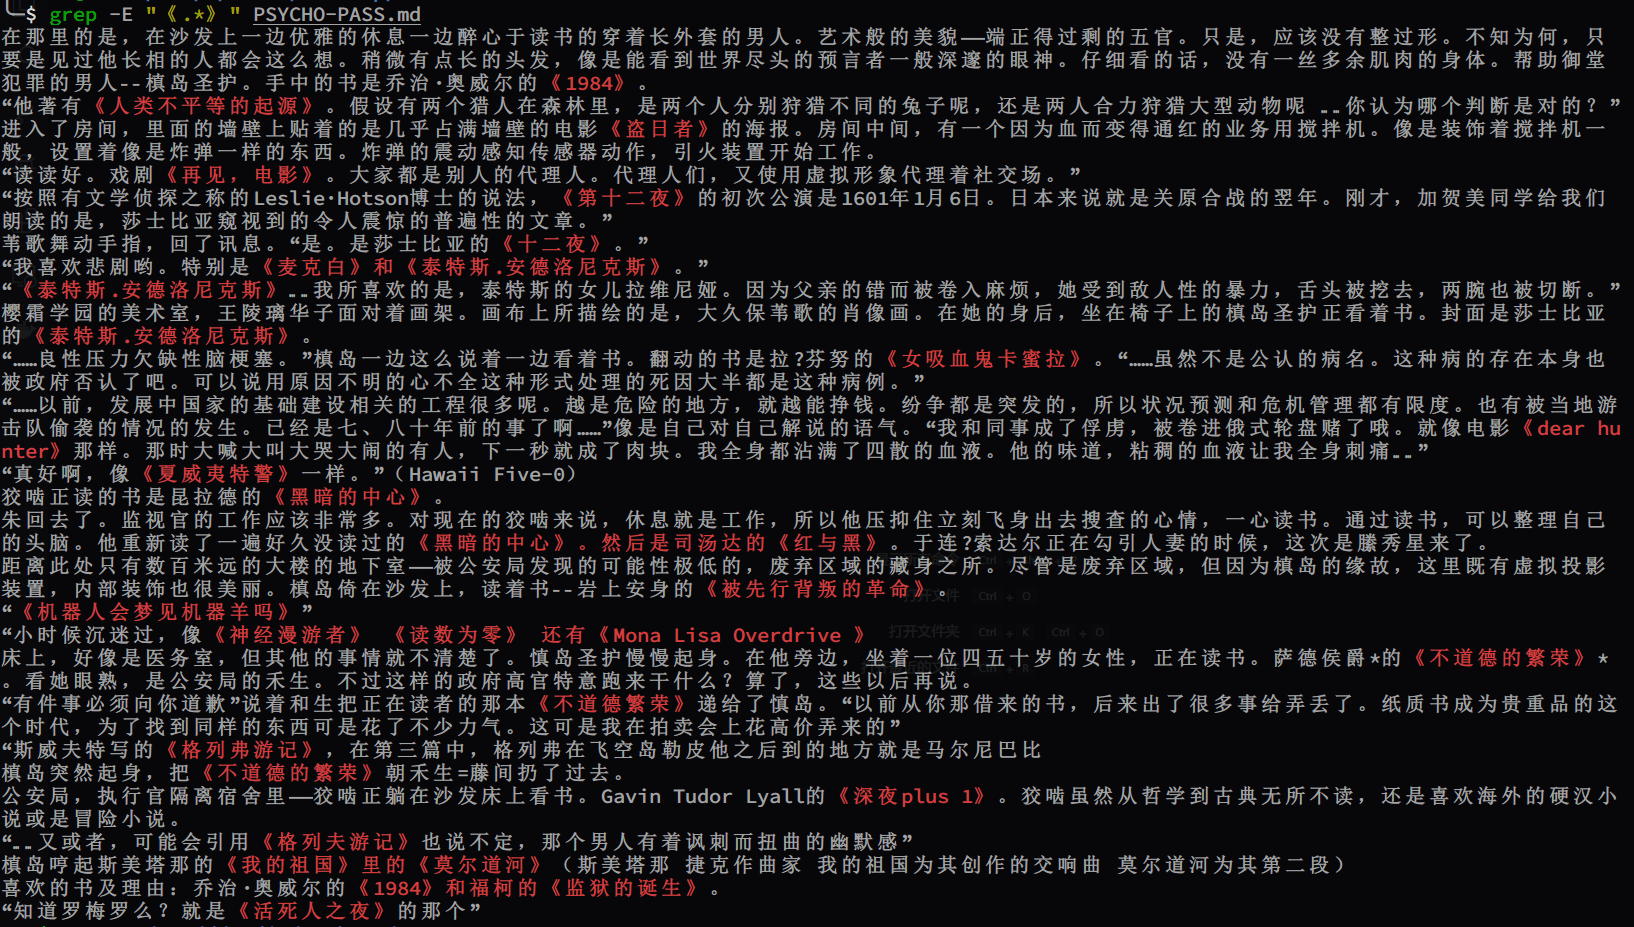 $ grep -E "《.*》" PSYCHO-PASS.md
在那里的是，在沙发上一边优雅的休息一边醉心于读书的穿着长外套的男人。艺术般的美貌——端正得过剩的五官。只是，应该没有整过形。不知为何，只
要是见过他长相的人都会这么想。稍微有点长的头发，像是能看到世界尽头的预言者一般深邃的眼神。仔细看的话，没有一丝多余肌肉的身体。帮助御堂
犯罪的男人--槙岛圣护。手中的书是乔治·奥威尔的《1984》。
“他著有《人类不平等的起源》。假设有两个猎人在森林里，是两个人分别狩猎不同的兔子呢，还是两人合力狩猎大型动物呢 ……你认为哪个判断是对的？”
进入了房间，里面的墙壁上贴着的是几乎占满墙壁的电影《盗日者》的海报。房间中间，有一个因为血而变得通红的业务用搅拌机。像是装饰着搅拌机一
般，设置着像是炸弹一样的东西。炸弹的震动感知传感器动作，引火装置开始工作。
“读读好。戏剧《再见，电影》。大家都是别人的代理人。代理人们，又使用虚拟形象代理着社交场。”
“按照有文学侦探之称的Leslie·Hotson博士的说法，《第十二夜》的初次公演是1601年1月6日。日本来说就是关原合战的翌年。刚才，加贺美同学给我们
朗读的是，莎士比亚窥视到的令人震惊的普遍性的文章。”
苇歌舞动手指，回了讯息。“是。是莎士比亚的《十二夜》。”
“我喜欢悲剧哟。特别是《麦克白》和《泰特斯.安德洛尼克斯》。”
“《泰特斯.安德洛尼克斯》……我所喜欢的是，泰特斯的女儿拉维尼娅。因为父亲的错而被卷入麻烦，她受到敌人性的暴力，舌头被挖去，两腕也被切断。”
樱霜学园的美术室，王陵璃华子面对着画架。画布上所描绘的是，大久保苇歌的肖像画。在她的身后，坐在椅子上的槙岛圣护正看着书。封面是莎士比亚
的《泰特斯.安德洛尼克斯》。
“……良性压力欠缺性脑梗塞。”槙岛一边这么说着一边看着书。翻动的书是拉?芬努的《女吸血鬼卡蜜拉》。“……虽然不是公认的病名。这种病的存在本身也
被政府否认了吧。可以说用原因不明的心不全这种形式处理的死因大半都是这种病例。”
“……以前，发展中国家的基础建设相关的工程很多呢。越是危险的地方，就越能挣钱。纷争都是突发的，所以状况预测和危机管理都有限度。也有被当地游
击队偷袭的情况的发生。已经是七、八十年前的事了啊……”像是自己对自己解说的语气。“我和同事成了俘虏，被卷进俄式轮盘赌了哦。就像电影《dear hu
nter》那样。那时大喊大叫大哭大闹的有人，下一秒就成了肉块。我全身都沾满了四散的血液。他的味道，粘稠的血液让我全身刺痛……”
“真好啊，像《夏威夷特警》一样。”（Hawaii Five-0）
狡啮正读的书是昆拉德的《黑暗的中心》。
朱回去了。监视官的工作应该非常多。对现在的狡啮来说，休息就是工作，所以他压抑住立刻飞身出去搜查的心情，一心读书。通过读书，可以整理自己
的头脑。他重新读了一遍好久没读过的《黑暗的中心》。然后是司汤达的《红与黑》。于连?索达尔正在勾引人妻的时候，这次是縢秀星来了。
距离此处只有数百米远的大楼的地下室——被公安局发现的可能性极低的，废弃区域的藏身之所。尽管是废弃区域，但因为槙岛的缘故，这里既有虚拟投影
装置，内部装饰也很美丽。槙岛倚在沙发上，读着书--岩上安身的《被先行背叛的革命》。
“《机器人会梦见机器羊吗》”
“小时候沉迷过，像《神经漫游者》 《读数为零》 还有《Mona Lisa Overdrive 》
床上，好像是医务室，但其他的事情就不清楚了。慎岛圣护慢慢起身。在他旁边，坐着一位四五十岁的女性，正在读书。萨德侯爵*的《不道德的繁荣》*
。看她眼熟，是公安局的禾生。不过这样的政府高官特意跑来干什么？算了，这些以后再说。
“有件事必须向你道歉”说着和生把正在读者的那本《不道德繁荣》递给了慎岛。“以前从你那借来的书，后来出了很多事给弄丢了。纸质书成为贵重品的这
个时代，为了找到同样的东西可是花了不少力气。这可是我在拍卖会上花高价弄来的”
“斯威夫特写的《格列弗游记》，在第三篇中，格列弗在飞空岛勒皮他之后到的地方就是马尔尼巴比
槙岛突然起身，把《不道德的繁荣》朝禾生=藤间扔了过去。
公安局，执行官隔离宿舍里——狡啮正躺在沙发床上看书。Gavin Tudor Lyall的《深夜plus 1》。狡啮虽然从哲学到古典无所不读，还是喜欢海外的硬汉小
说或是冒险小说。
“……又或者，可能会引用《格列夫游记》也说不定，那个男人有着讽刺而扭曲的幽默感”
槙岛哼起斯美塔那的《我的祖国》里的《莫尔道河》（斯美塔那 捷克作曲家 我的祖国为其创作的交响曲 莫尔道河为其第二段）
喜欢的书及理由：乔治·奥威尔的《1984》和福柯的《监狱的诞生》。
“知道罗梅罗么？就是《活死人之夜》的那个”